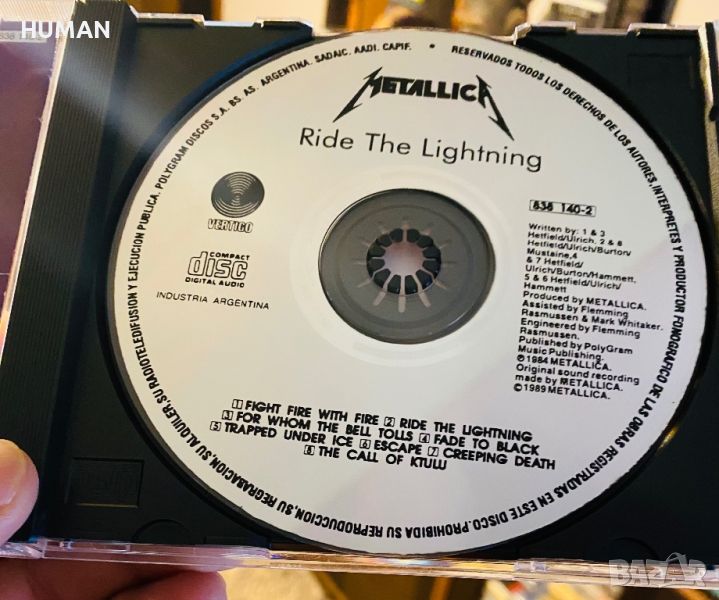 HUMAN
METALLICA
Ride The Lightning
VERTIGO
COMPACT
disc
DIGITAL AUDIO
INDUSTRIA ARGENTINA
838 140-2
Written by: 1 & 3
Hetfield/Ulrich, 2 & 8
Hetfield/Ulrich/Burton/
Mustaine,4
& 7 Hetfield/
Ulrich/Burton/Hammett.
5 & 6 Hetfield/Ulrich/
Hammett
Produced by METALLICA.
Assisted by Flemming
Rasmussen & Mark Whitaker.
Engineered by Flemming
Rasmussen.
Published by PolyGram
Music Publishing.
℗1984 METALLICA.
Original sound recording
made by METALLICA.
©1989 METALLICA.
1 FIGHT FIRE WITH FIRE 2 RIDE THE LIGHTNING
3 FOR WHOM THE BELL TOLLS 4 FADE TO BLACK
5 TRAPPED UNDER ICE 6 ESCAPE 7 CREEPING DEATH
8 THE CALL OF KTULU
RESERVADOS TODOS LOS DERECHOS DE LOS AUTORES, INTERPRETES Y PRODUCTOR FONOGRAFICO DE LAS OBRAS REGISTRADAS EN ESTE DISCO. PROHIBIDA SU REPRODUCCION, SU REGRABACION, SU ALQUILER, SU RADIOTELEDIFUSION Y EJECUCION PUBLICA. POLYGRAM DISCOS S.A. BS. AS. ARGENTINA. SADAIC. AADI. CAPIF.
BAZAR